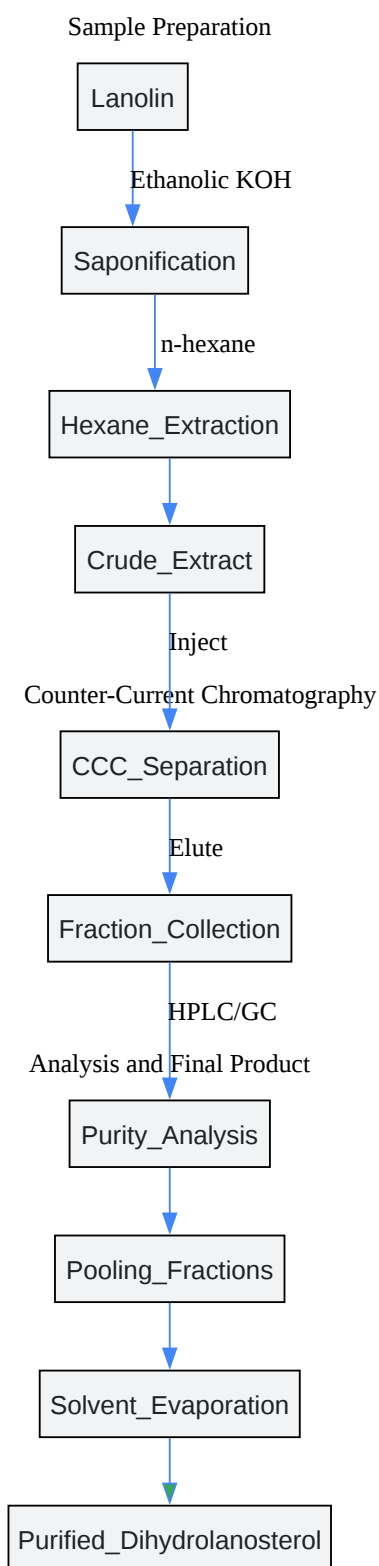 Sample Preparation
Lanolin
Ethanolic KOH
Saponification
n-hexane
Hexane_Extraction
Crude_Extract
Inject
Counter-Current Chromatography
CCC_Separation
Elute
Fraction_Collection
HPLC/GC
Analysis and Final Product
Purity_Analysis
Pooling_Fractions
Solvent_Evaporation
Purified_Dihydrolanosterol